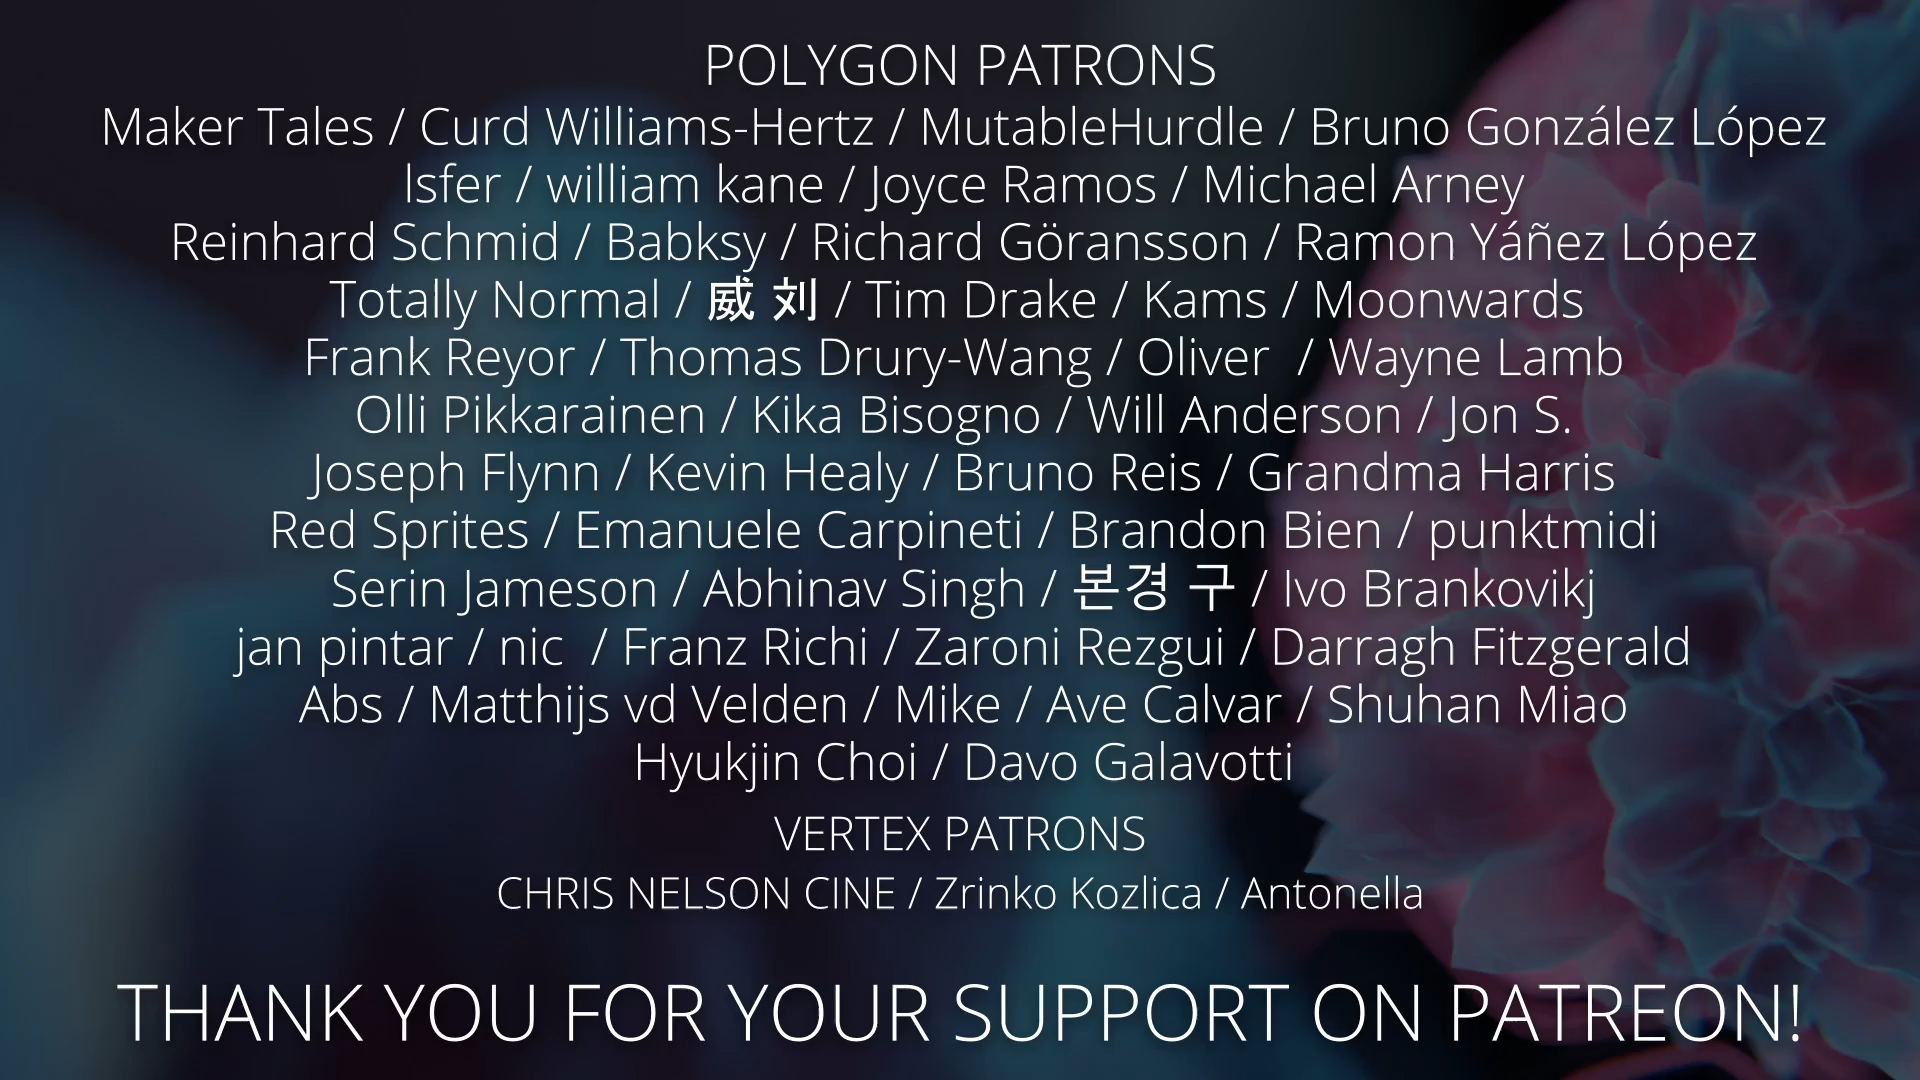 POLYGON PATRONS
Maker Tales / Curd Williams-Hertz / MutableHurdle / Bruno González López
lsfer / william kane / Joyce Ramos / Michael Arney
Reinhard Schmid / Babksy / Richard Göransson / Ramon Yáñez López
Totally Normal / 威 刘 / Tim Drake / Kams / Moonwards
Frank Reyor / Thomas Drury-Wang / Oliver  / Wayne Lamb
Olli Pikkarainen / Kika Bisogno / Will Anderson / Jon S.
Joseph Flynn / Kevin Healy / Bruno Reis / Grandma Harris
Red Sprites / Emanuele Carpineti / Brandon Bien / punktmidi
Serin Jameson / Abhinav Singh / 본경 구 / Ivo Brankovikj
jan pintar / nic  / Franz Richi / Zaroni Rezgui / Darragh Fitzgerald
Abs / Matthijs vd Velden / Mike / Ave Calvar / Shuhan Miao
Hyukjin Choi / Davo Galavotti
VERTEX PATRONS
CHRIS NELSON CINE / Zrinko Kozlica / Antonella
THANK YOU FOR YOUR SUPPORT ON PATREON!